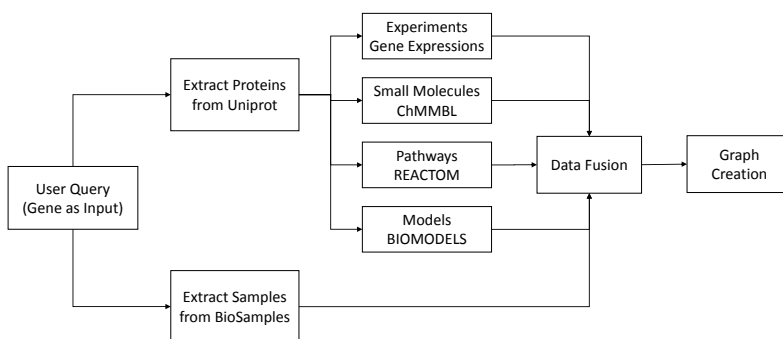 Experiments
Gene Expressions
Extract Proteins
from Uniprot
Small Molecules
ChMMBL
User Query
(Gene as Input)
Pathways
REACTOM
Data Fusion
Graph
Creation
Models
BIOMODELS
Extract Samples
from BioSamples